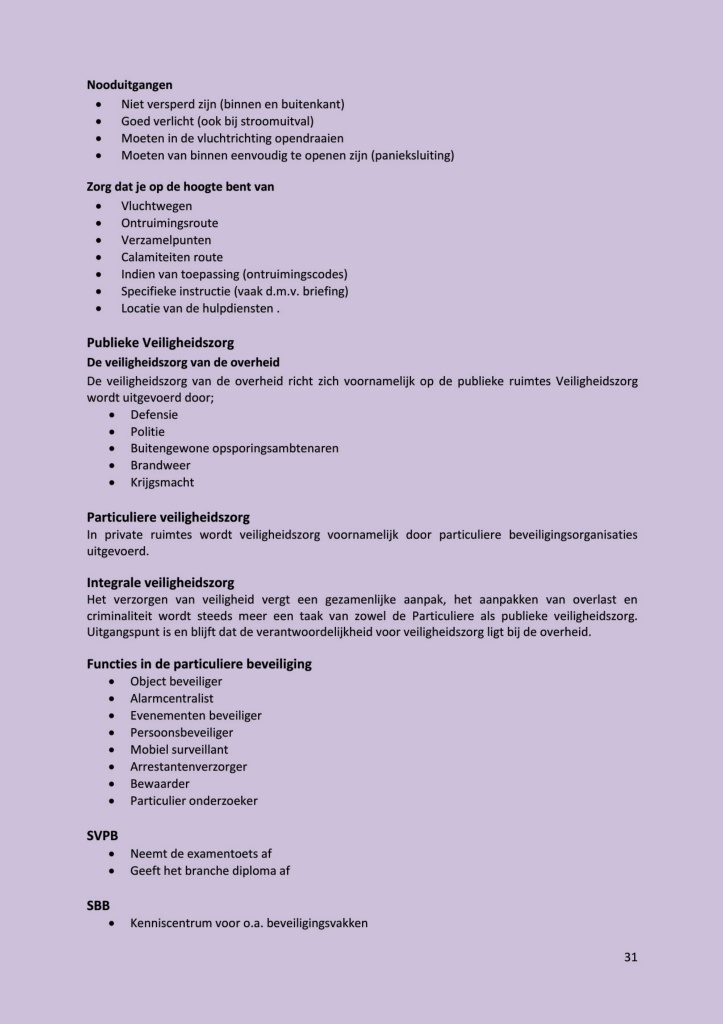 Nooduitgangen
• Niet versperd zijn (binnen en buitenkant)
• Goed verlicht (ook bij stroomuitval)
• Moeten in de vluchtrichting opendraaien
• Moeten van binnen eenvoudig te openen zijn (panieksluiting)
Zorg dat je op de hoogte bent van
• Vluchtwegen
• Ontruimingsroute
• Verzamelpunten
• Calamiteiten route
• Indien van toepassing (ontruimingscodes)
• Specifieke instructie (vaak d.m.v. briefing)
• Locatie van de hulpdiensten .
Publieke Veiligheidszorg
De veiligheidszorg van de overheid
De veiligheidszorg van de overheid richt zich voornamelijk op de publieke ruimtes Veiligheidszorg
wordt uitgevoerd door;
• Defensie
• Politie
• Buitengewone opsporingsambtenaren
• Brandweer
• Krijgsmacht
Particuliere veiligheidszorg
In private ruimtes wordt veiligheidszorg voornamelijk door particuliere beveiligingsorganisaties
uitgevoerd.
Integrale veiligheidszorg
Het verzorgen van veiligheid vergt een gezamenlijke aanpak, het aanpakken van overlast en
criminaliteit wordt steeds meer een taak van zowel de Particuliere als publieke veiligheidszorg.
Uitgangspunt is en blijft dat de verantwoordelijkheid voor veiligheidszorg ligt bij de overheid.
Functies in de particuliere beveiliging
• Object beveiliger
• Alarmcentralist
• Evenementen beveiliger
• Persoonsbeveiliger
• Mobiel surveillant
• Arrestantenverzorger
• Bewaarder
• Particulier onderzoeker
SVPB
• Neemt de examentoets af
• Geeft het branche diploma af
SBB
• Kenniscentrum voor o.a. beveiligingsvakken
31